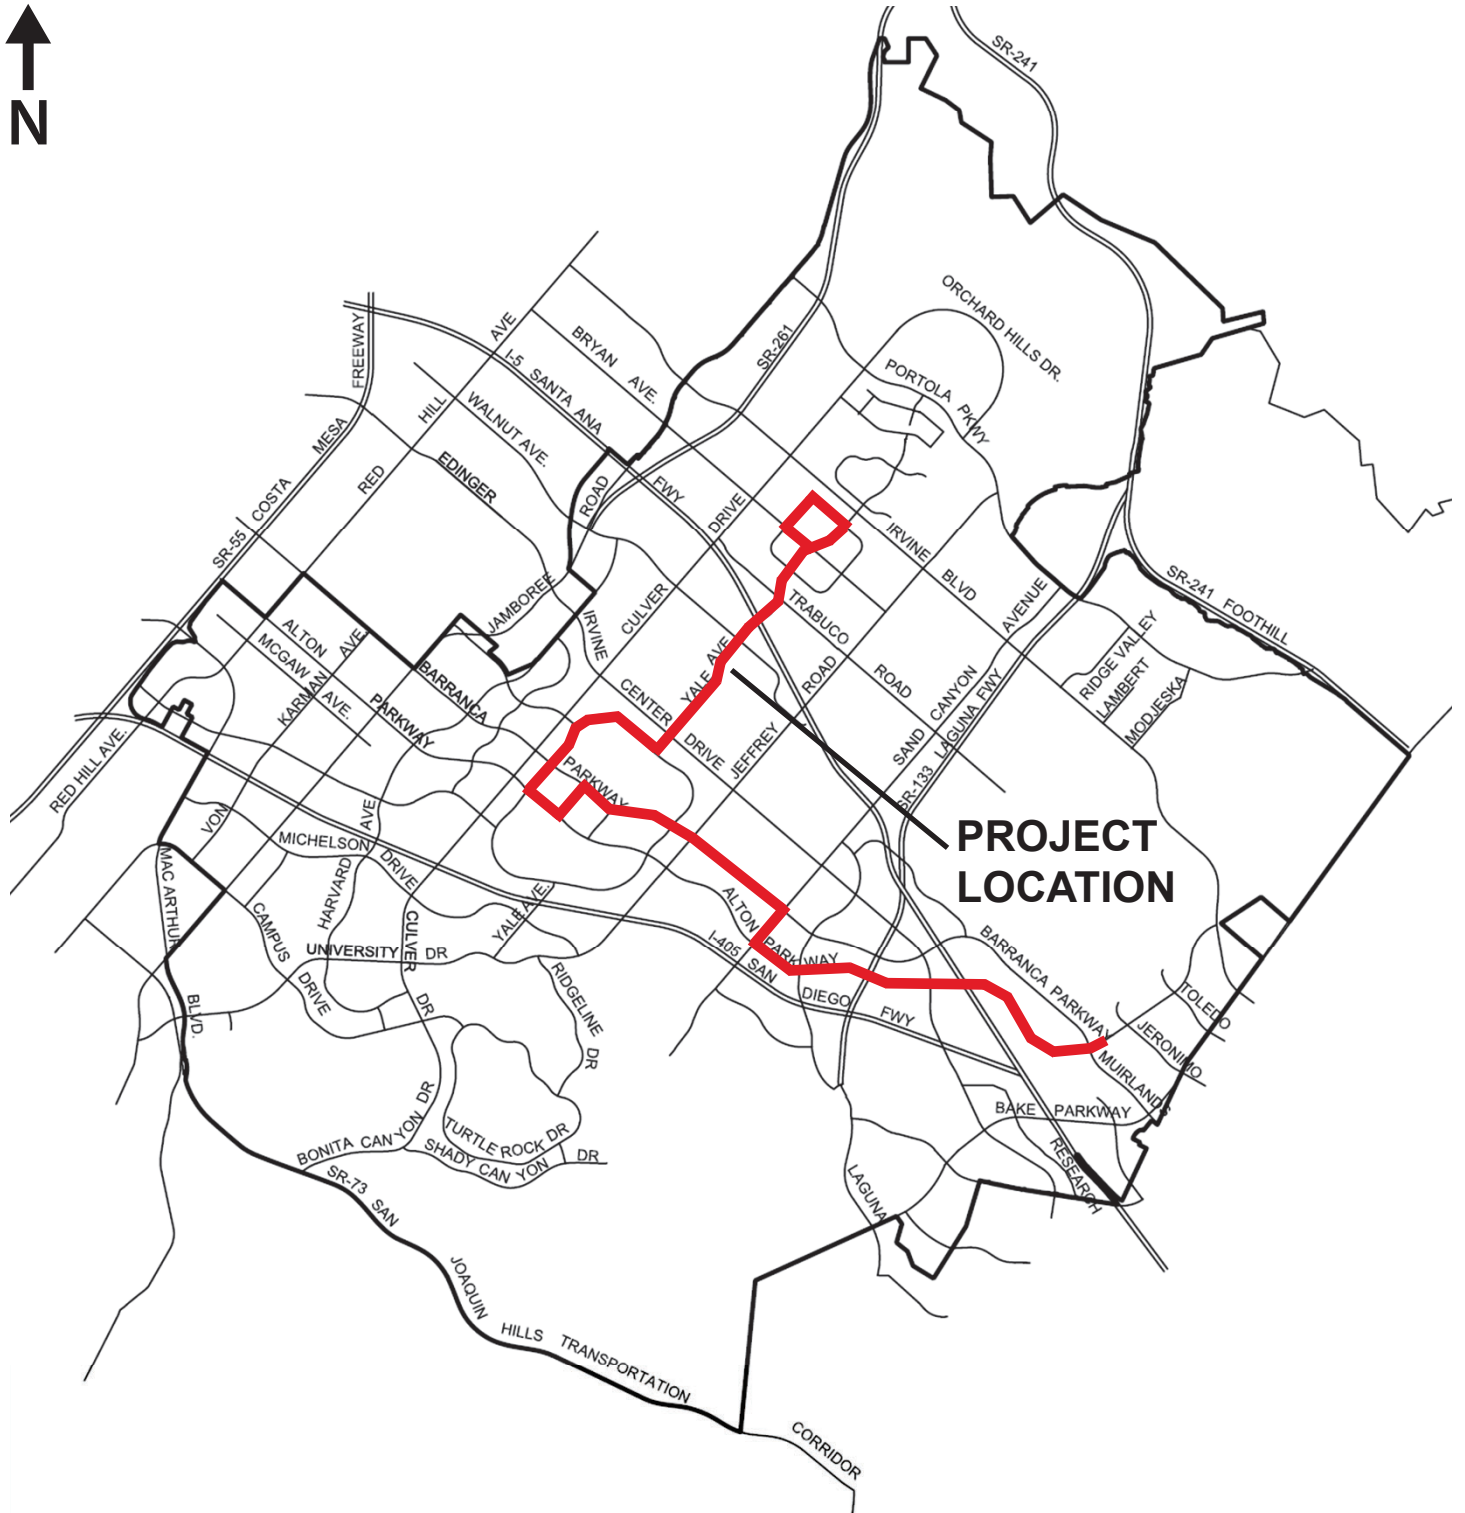 N
SR-241
ORCHARD HILLS DR.
SR-261
PORTOLA PKWY
BRYAN AVE.
I-5 SANTA ANA FWY
WALNUT AVE.
RED HILL AVE
FREEWAY
SR-55 COSTA MESA
EDINGER
JAMBOREE ROAD
CULVER DRIVE
IRVINE BLVD
TRABUCO ROAD
SR-241 FOOTHILL
IRVINE CENTER DRIVE
YALE AVE
JEFFREY ROAD
SAND CANYON AVENUE
SR-133 LAGUNA FWY
RIDGE VALLEY
LAMBERT
MODJESKA
ALTON PARKWAY
MCGAW AVE.
VON KARMAN AVE.
BARRANCA PARKWAY
RED HILL AVE.
PROJECT
LOCATION
MICHELSON DRIVE
HARVARD AVE
MAC ARTHUR BLVD.
CAMPUS DRIVE
UNIVERSITY DR
CULVER DR
YALE AVE.
ALTON PARKWAY
I-405 SAN DIEGO FWY
BARRANCA PARKWAY
TOLEDO
JERONIMO
MUIRLANDS
BAKE PARKWAY
RESEARCH
LAGUNA
RIDGELINE DR
TURTLE ROCK DR
BONITA CANYON DR
SHADY CANYON DR
SR-73 SAN JOAQUIN HILLS TRANSPORTATION CORRIDOR